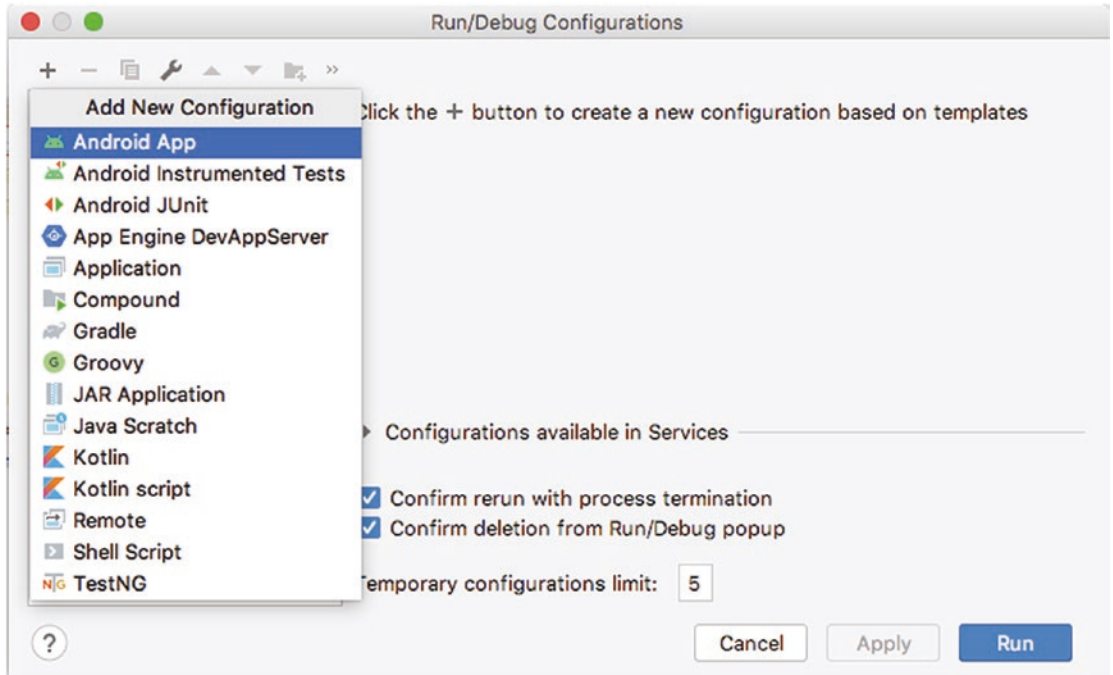 Run/Debug Configurations
Add New Configuration
Click the + button to create a new configuration based on templates
Android App
Android Instrumented Tests
Android JUnit
App Engine DevAppServer
Application
Compound
Gradle
G Groovy
JAR Application
Java Scratch
Configurations available in Services
Kotlin
Kotlin script
Confirm rerun with process termination
Remote
Confirm deletion from Run/Debug popup
Shell Script
NG TestNG
Temporary configurations limit: 5
? Cancel Apply Run